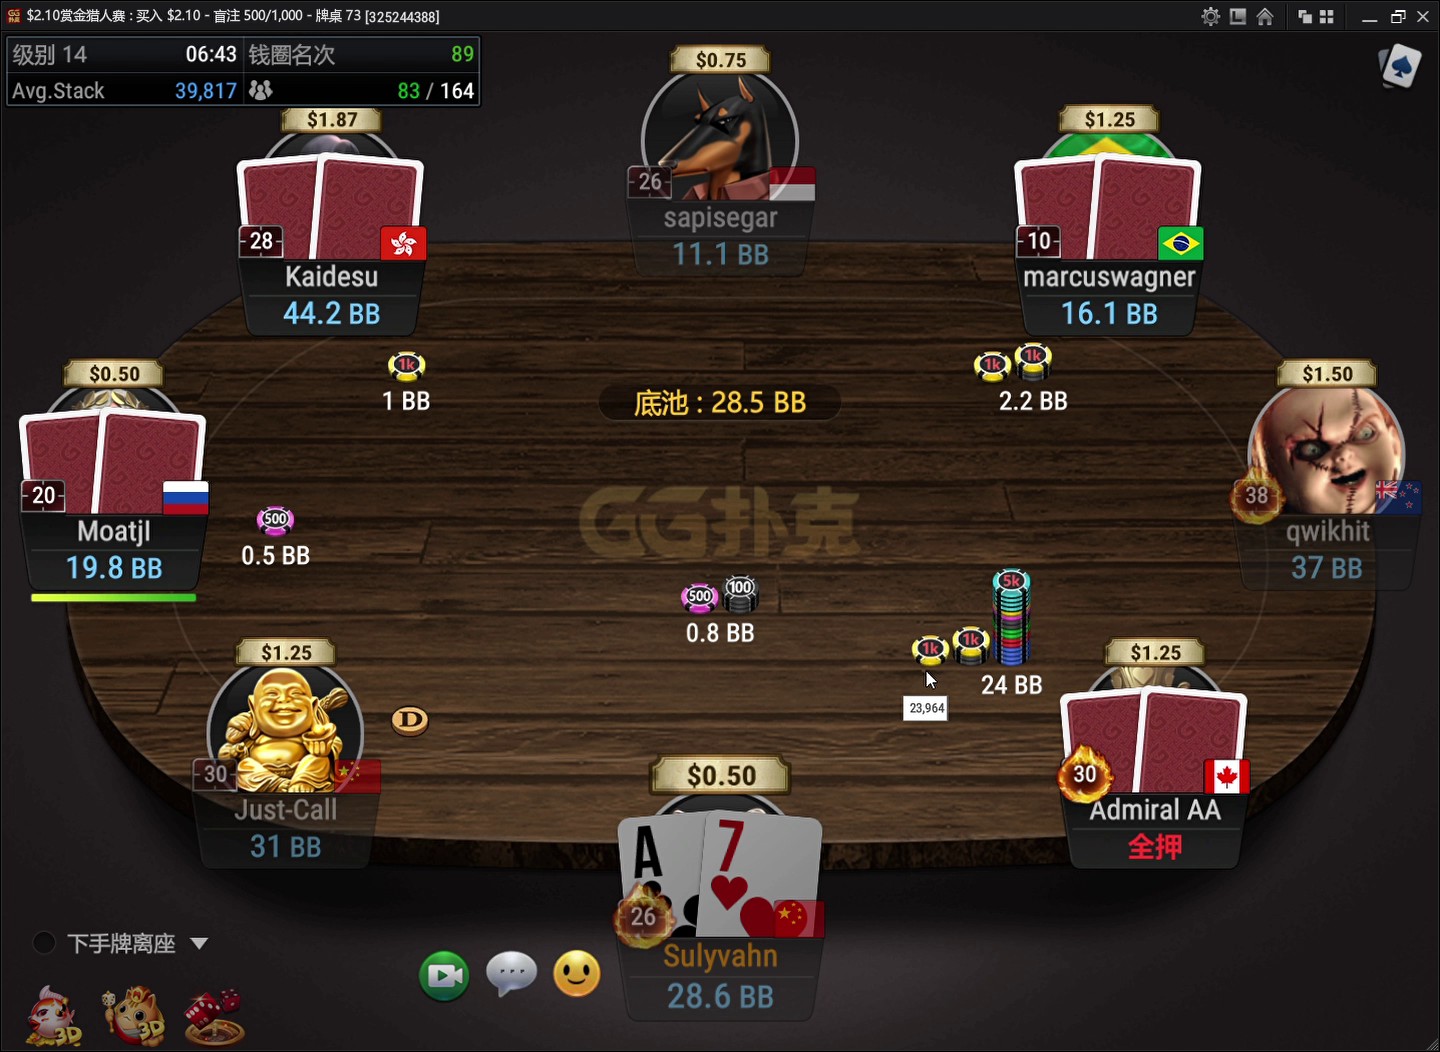 $2.10赏金猎人赛 : 买入 $2.10 - 盲注 500/1,000 - 牌桌 73 [325244388]
级别 14 06:43 钱圈名次 89
Avg.Stack 39,817 83 / 164
$1.87
28
Kaidesu
44.2 BB
1k
1 BB
$0.75
26
sapisegar
11.1 BB
$1.25
10
marcuswagner
16.1 BB
1k 1k
2.2 BB
$0.50
20
Moatjl
19.8 BB
500
0.5 BB
底池 : 28.5 BB
GG扑克
$1.50
38
qwikhit
37 BB
500 100
0.8 BB
1k 1k 5k
24 BB
23,964
$1.25
30
Just-Call
31 BB
D
$1.25
30
Admiral AA
全押
$0.50
A 7
26
Sulyvahn
28.6 BB
下手牌离座
3D 3D